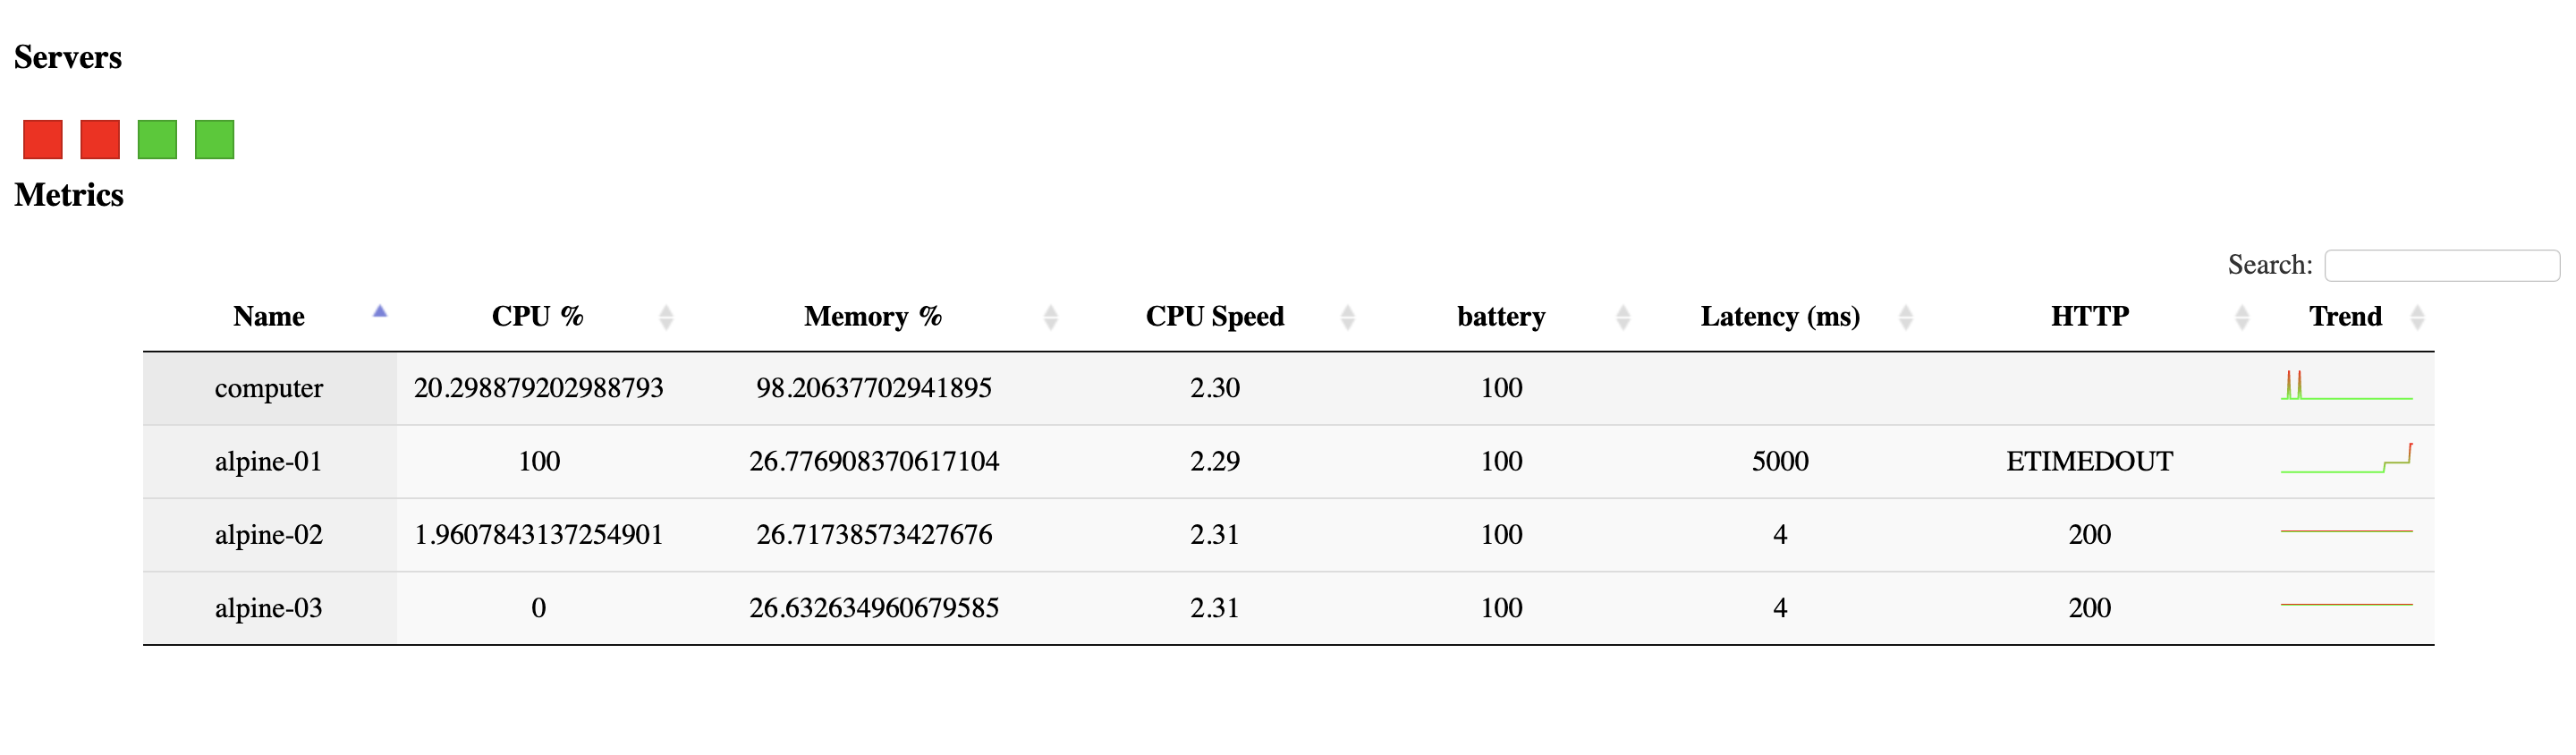 Servers
Metrics
Search:
Name CPU % Memory % CPU Speed battery Latency (ms) HTTP Trend
computer 20.298879202988793 98.20637702941895 2.30 100
alpine-01 100 26.776908370617104 2.29 100 5000 ETIMEDOUT
alpine-02 1.9607843137254901 26.71738573427676 2.31 100 4 200
alpine-03 0 26.632634960679585 2.31 100 4 200